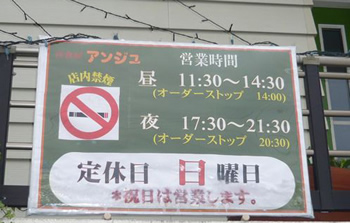 アンジュ
営業時間
店内禁煙
昼 11:30～14:30
(オーダーストップ 14:00)
夜 17:30～21:30
(オーダーストップ 20:30)
定休日 日曜日
*祝日は営業します。